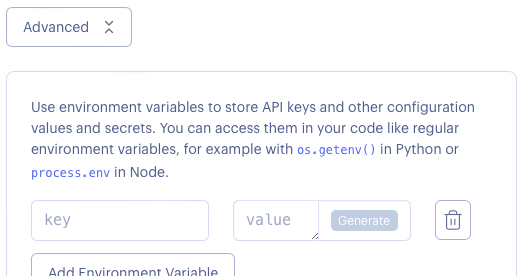 Advanced
Use environment variables to store API keys and other configuration
values and secrets. You can access them in your code like regular
environment variables, for example with os.getenv() in Python or
process.env in Node.
key
value
Generate
Add Environment Variable